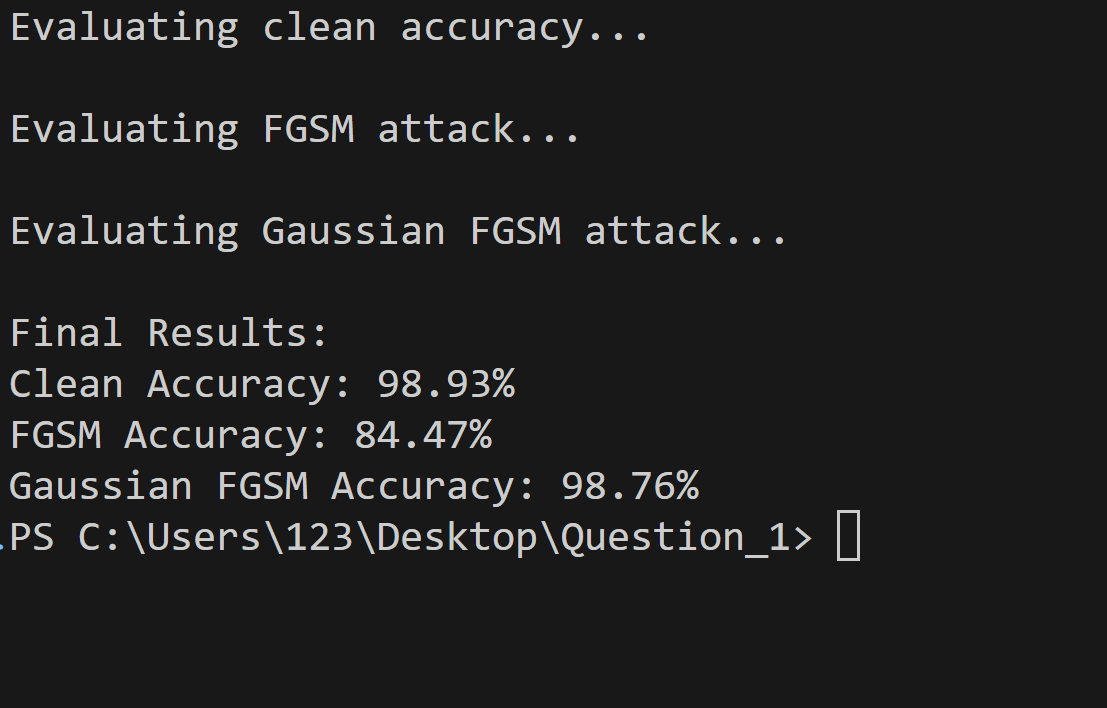 Evaluating clean accuracy...
Evaluating FGSM attack...
Evaluating Gaussian FGSM attack...
Final Results:
Clean Accuracy: 98.93%
FGSM Accuracy: 84.47%
Gaussian FGSM Accuracy: 98.76%
PS C:\Users\123\Desktop\Question_1>